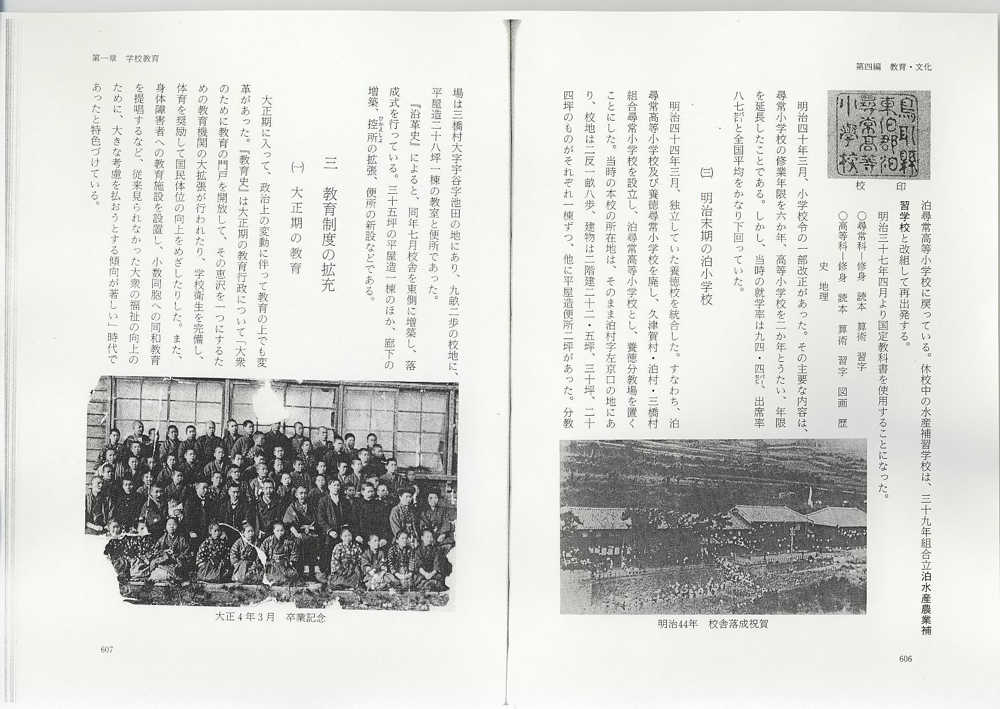 第四編　教育・文化
鳥取縣
東伯郡泊
尋常高等
小學校
校印
泊尋常高等小学校に戻っている。休校中の水産補習学校は、三十九年組合立泊水産農業補
習学校と改組して再出発する。
明治三十七年四月より国定教科書を使用することになった。
○尋常科―修身　読本　算術　習字
○高等科―修身　読本　算術　習字　図画　歴
史　地理
明治四十年三月、小学校令の一部改正があった。その主要な内容は、
尋常小学校の修業年限を六か年、高等小学校を二か年とうたい、年限
を延長したことである。しかし、当時の就学率は九四・四㌫、出席率
八七㌫と全国平均をかなり下回っていた。
㈢　明治末期の泊小学校
明治四十四年三月、独立していた養徳校を統合した。すなわち、泊
尋常高等小学校及び養徳尋常小学校を廃し、久津賀村・泊村・三橋村
組合尋常小学校を設立し、泊尋常高等小学校とし、養徳分教場を置く
ことにした。当時の本校の所在地は、そのまま泊村字左京口の地にあ
り、校地は二反一畝八歩、建物は二階建二十二・五坪、三十坪、二十
四坪のものがそれぞれ一棟ずつ、他に平屋造便所二坪があった。分教
明治44年　校舎落成祝賀
606
第一章　学校教育
場は三橋村大字宇谷字池田の地にあり、九畝二歩の校地に、
平屋造二十八坪一棟の教室と便所であった。
『沿革史』によると、同年七月校舎を東側に増築し、落
成式を行っている。三十五坪の平屋造一棟のほか、廊下の
増築、控所の拡張、便所の新設などである。
ひかえしょ
三　教育制度の拡充
㈠　大正期の教育
大正期に入って、政治上の変動に伴って教育の上でも変
革があった。『教育史』は大正期の教育行政について「大衆
のために教育の門戸を開放して、その恵沢を一つにするた
めの教育機関の大拡張が行われたり、学校衛生を完備し、
体育を奨励して国民体位の向上をめざしたりした。また、
身体障害者への教育施設を設置し、小数同胞への同和教育
を提唱するなど、従来見られなかった大衆の福祉の向上の
ために、大きな考慮を払おうとする傾向が著しい」時代で
あったと特色づけている。
大正4年3月　卒業記念
607